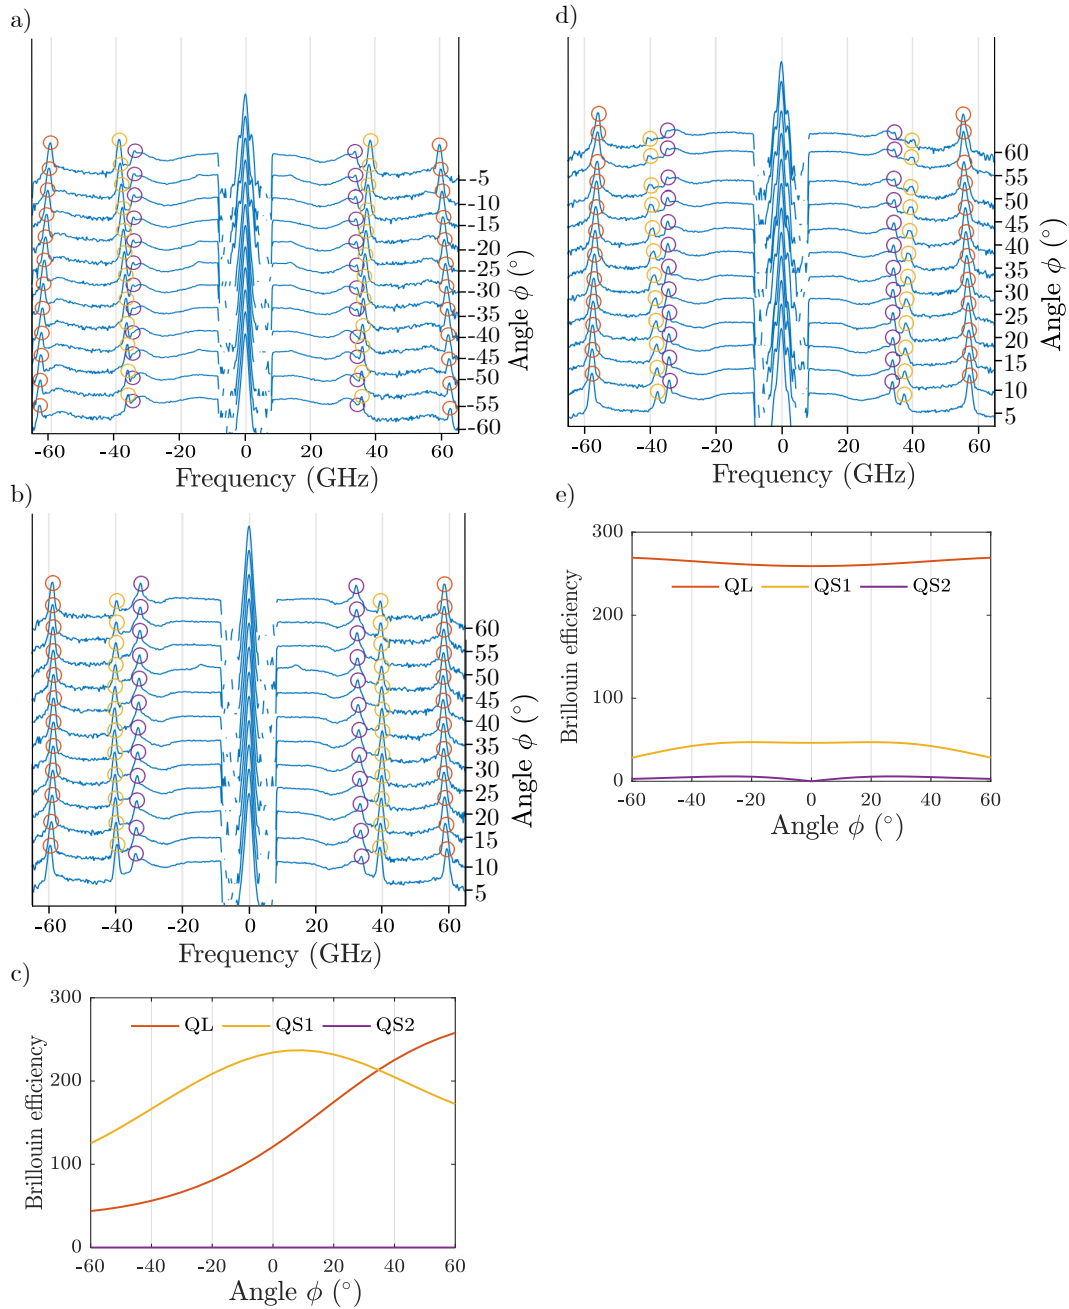 a)
-5
-10
-15
-20
-25
-30
-35
-40
-45
-50
-55
-60
Angle ϕ (°)
-60 -40 -20 0 20 40 60
Frequency (GHz)
b)
60
55
50
45
40
35
30
25
20
15
10
5
Angle ϕ (°)
-60 -40 -20 0 20 40 60
Frequency (GHz)
c)
300
200
100
0
Brillouin efficiency
QL QS1 QS2
-60 -40 -20 0 20 40 60
Angle ϕ (°)
d)
60
55
50
45
40
35
30
25
20
15
10
5
Angle ϕ (°)
-60 -40 -20 0 20 40 60
Frequency (GHz)
e)
300
200
100
0
Brillouin efficiency
QL QS1 QS2
-60 -40 -20 0 20 40 60
Angle ϕ (°)